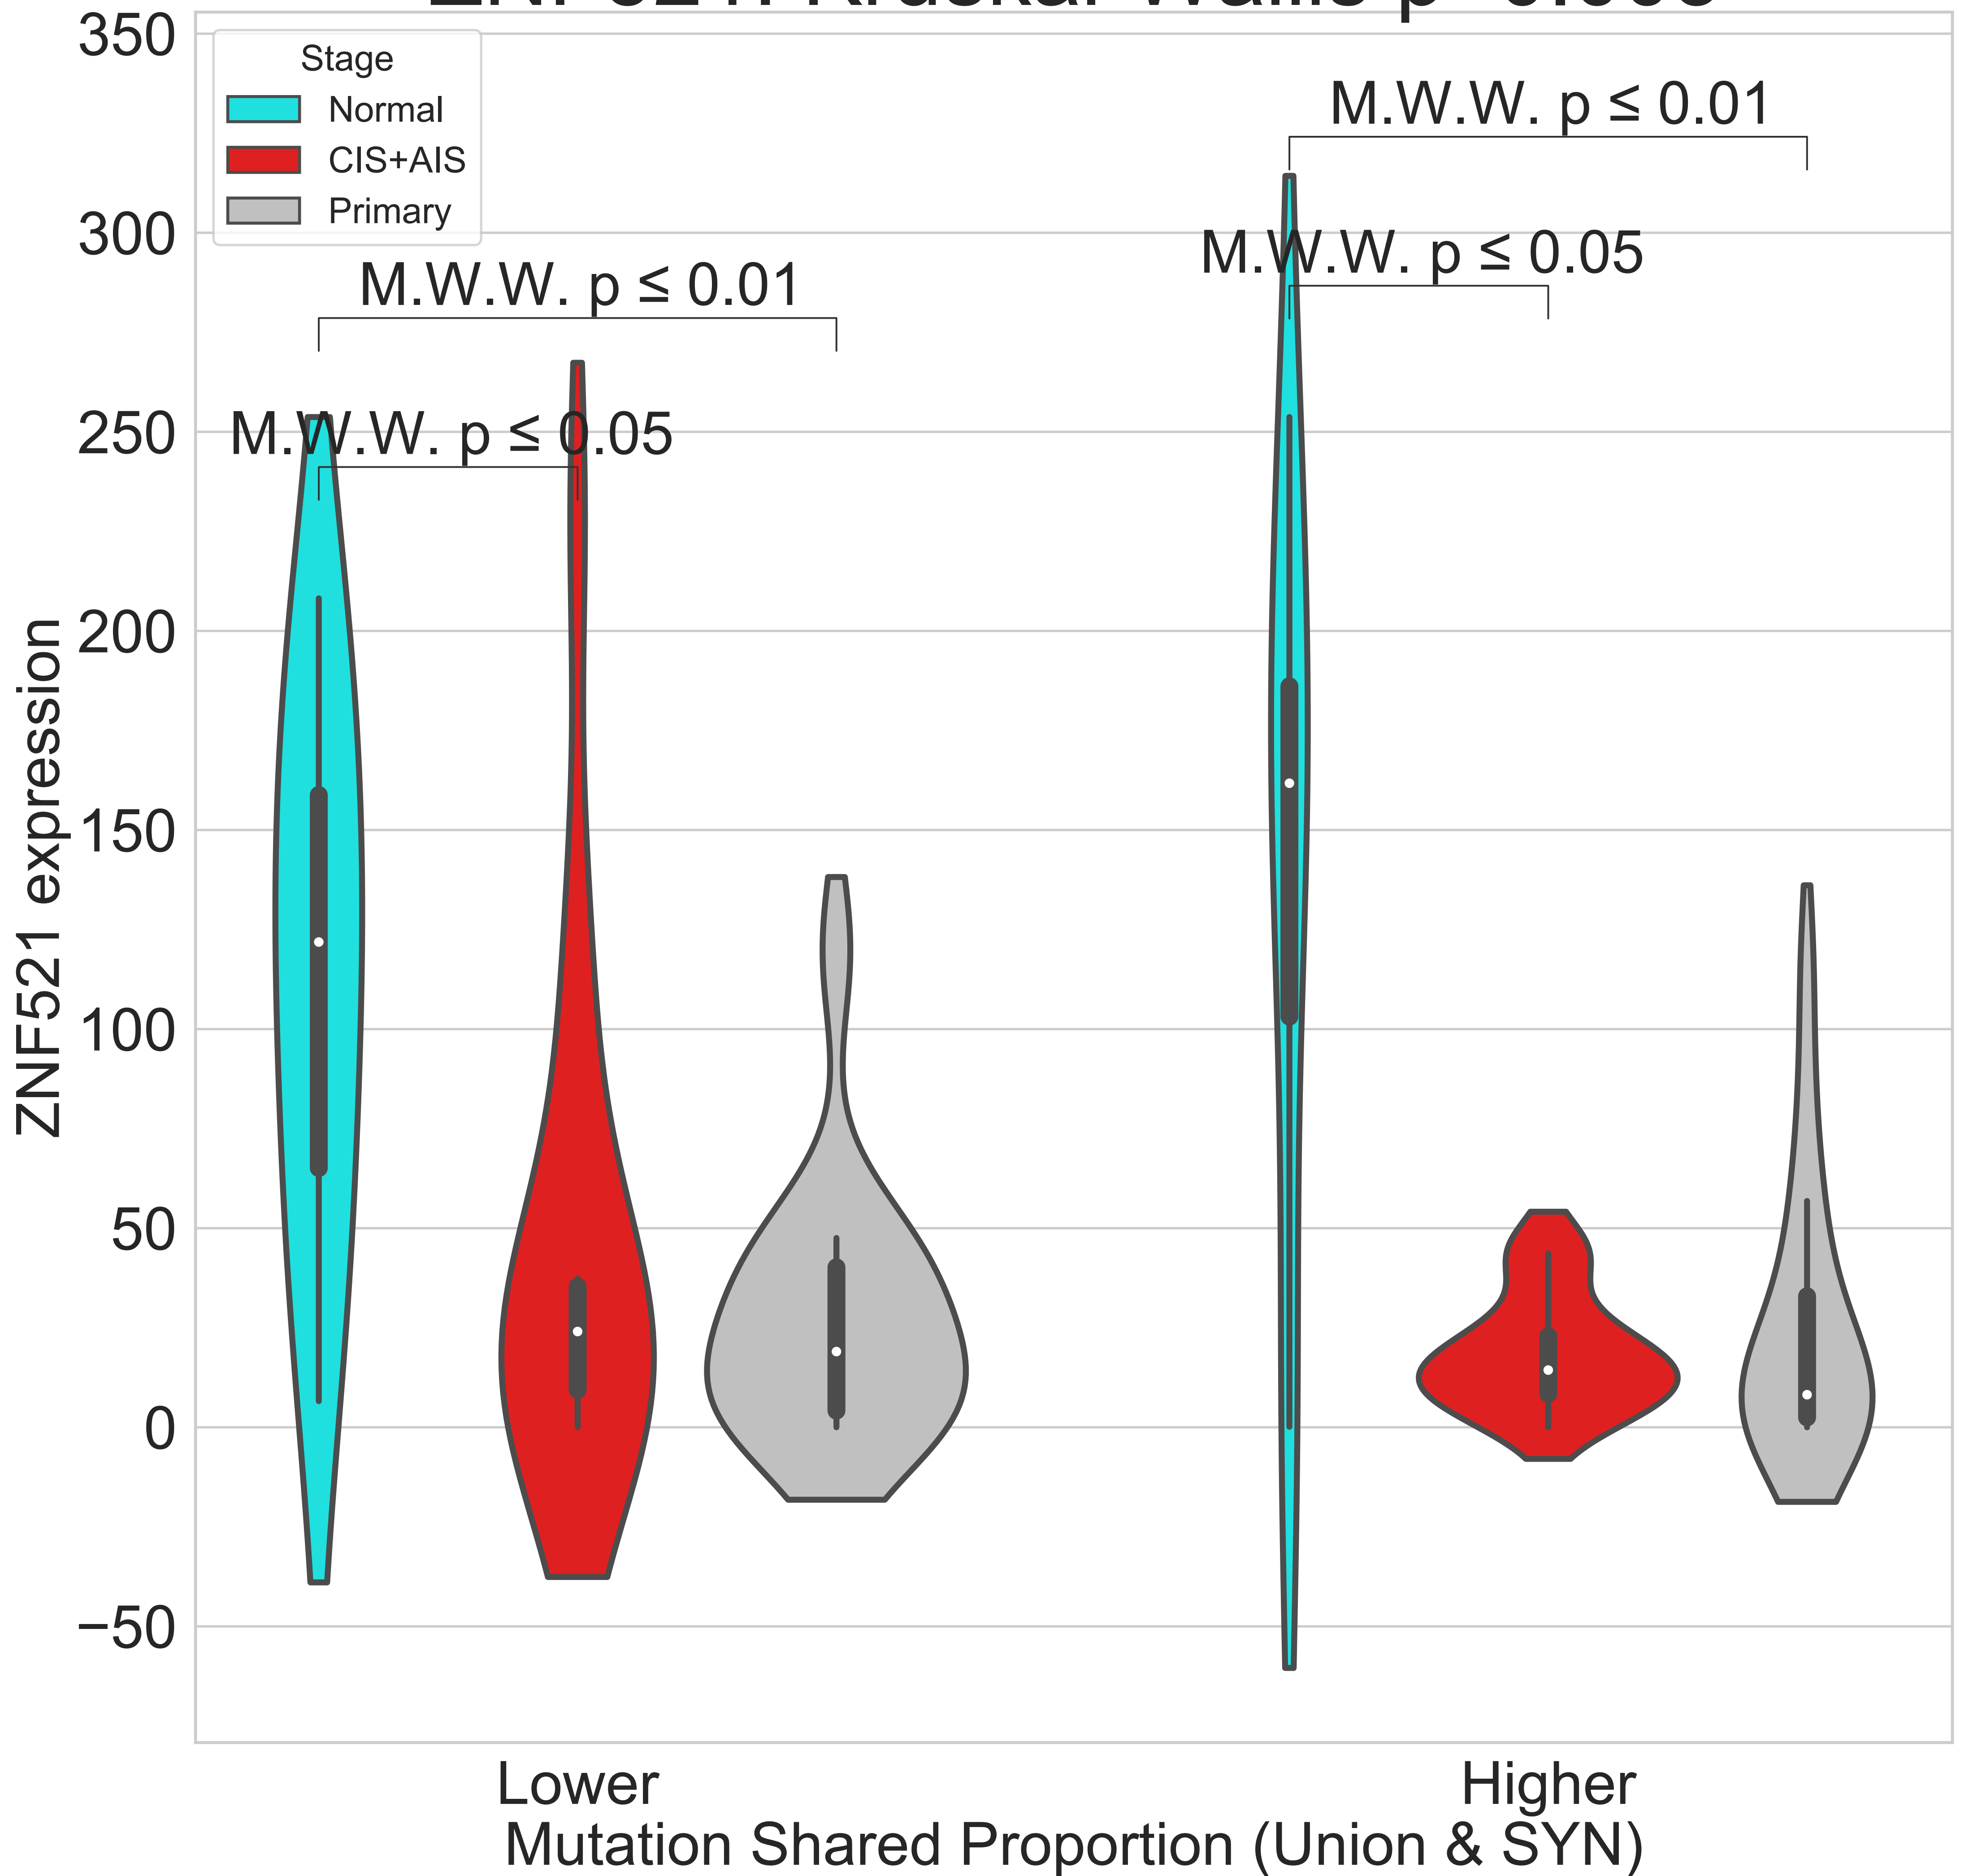 350
Stage
Normal
CIS+AIS
Primary
M.W.W. p ≤ 0.01
300
M.W.W. p ≤ 0.05
M.W.W. p ≤ 0.01
250
M.W.W. p ≤ 0.05
200
150
100
50
0
−50
ZNF521 expression
Lower
Higher
Mutation Shared Proportion (Union & SYN)